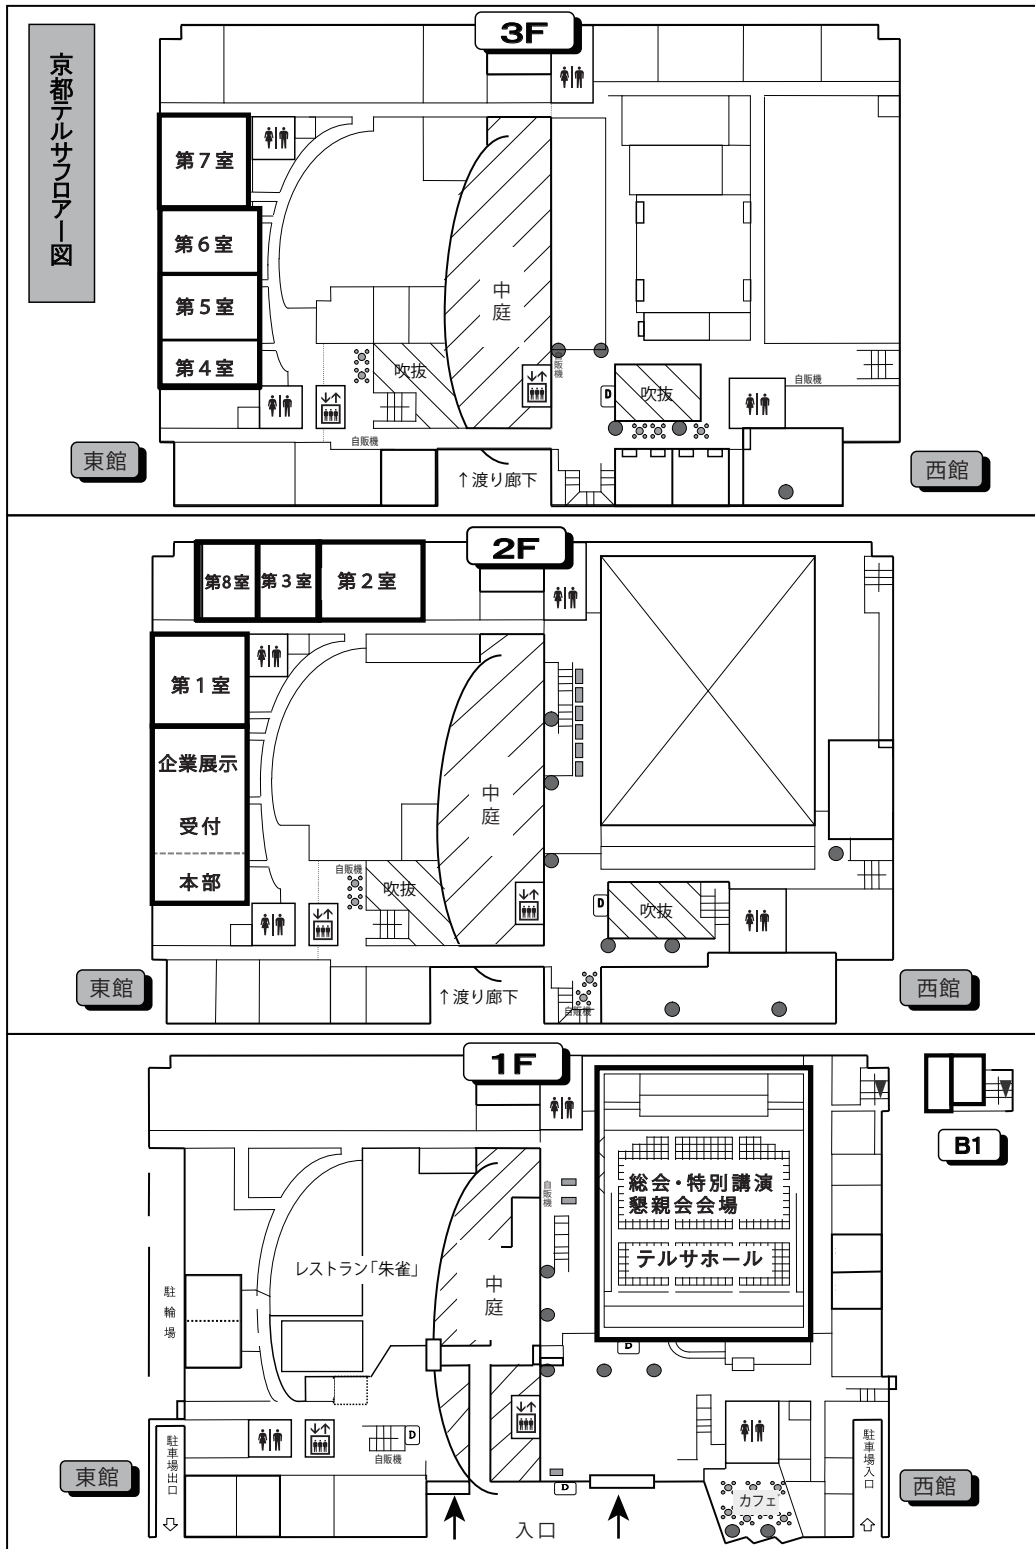 京都テルサフロアー図
3F
第7室
第6室
第5室
第4室
中庭
吹抜
自販機
D
吹抜
自販機
自販機
東館
↑渡り廊下
西館
2F
第8室
第3室
第2室
第1室
企業展示
受付
本部
中庭
自販機
吹抜
D
吹抜
東館
↑渡り廊下
自販機
西館
1F
B1
総会・特別講演
懇親会会場
テルサホール
自販機
レストラン「朱雀」
中庭
駐輪場
D
D
自販機
駐車場出口
駐車場入口
東館
D
カフェ
西館
入口